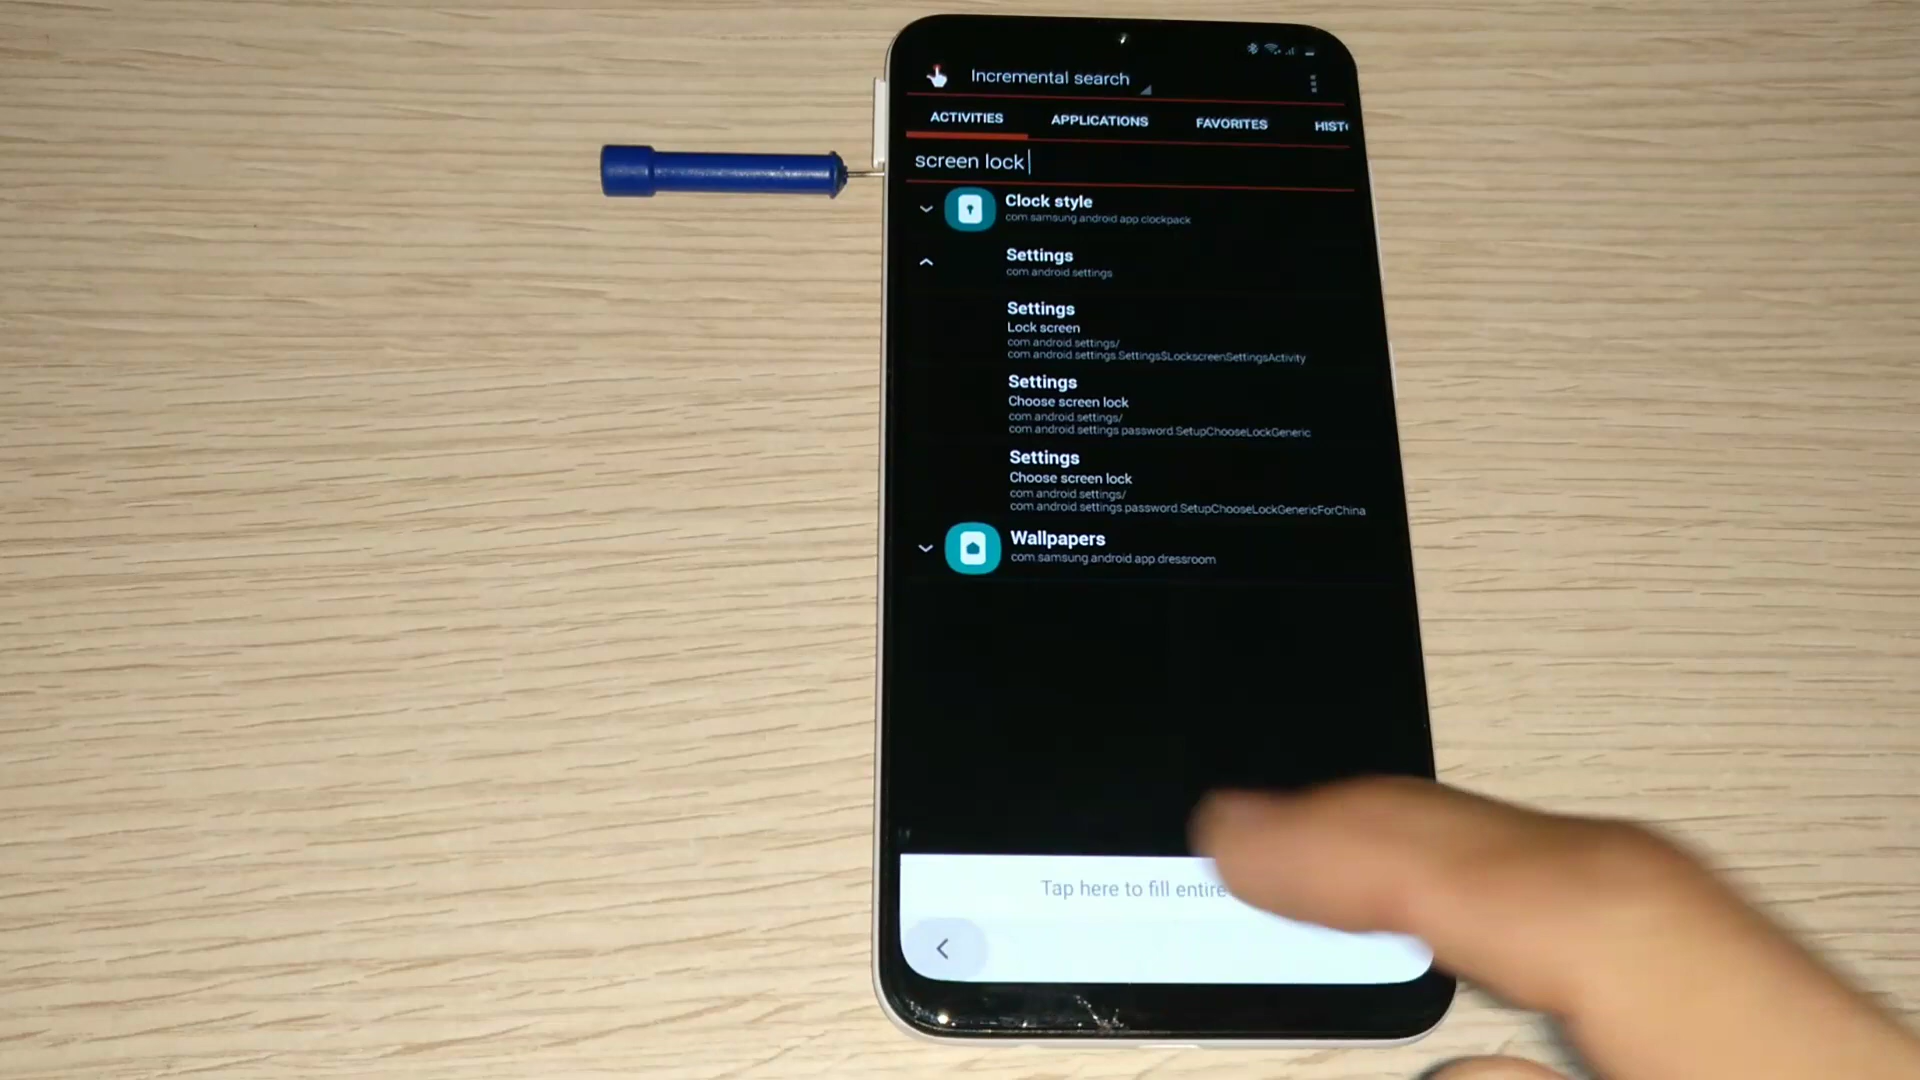 Incremental search
ACTIVITIES APPLICATIONS FAVORITES HIST
screen lock
Clock style
com.samsung.android.app.clockpack
Settings
com.android.settings
Settings
Lock screen
com.android.settings/
com.android.settings.Settings$LockscreenSettingsActivity
Settings
Choose screen lock
com.android.settings/
com.android.settings.password.SetupChooseLockGeneric
Settings
Choose screen lock
com.android.settings/
com.android.settings.password.SetupChooseLockGenericForChina
Wallpapers
com.samsung.android.app.dressroom
Tap here to fill entire